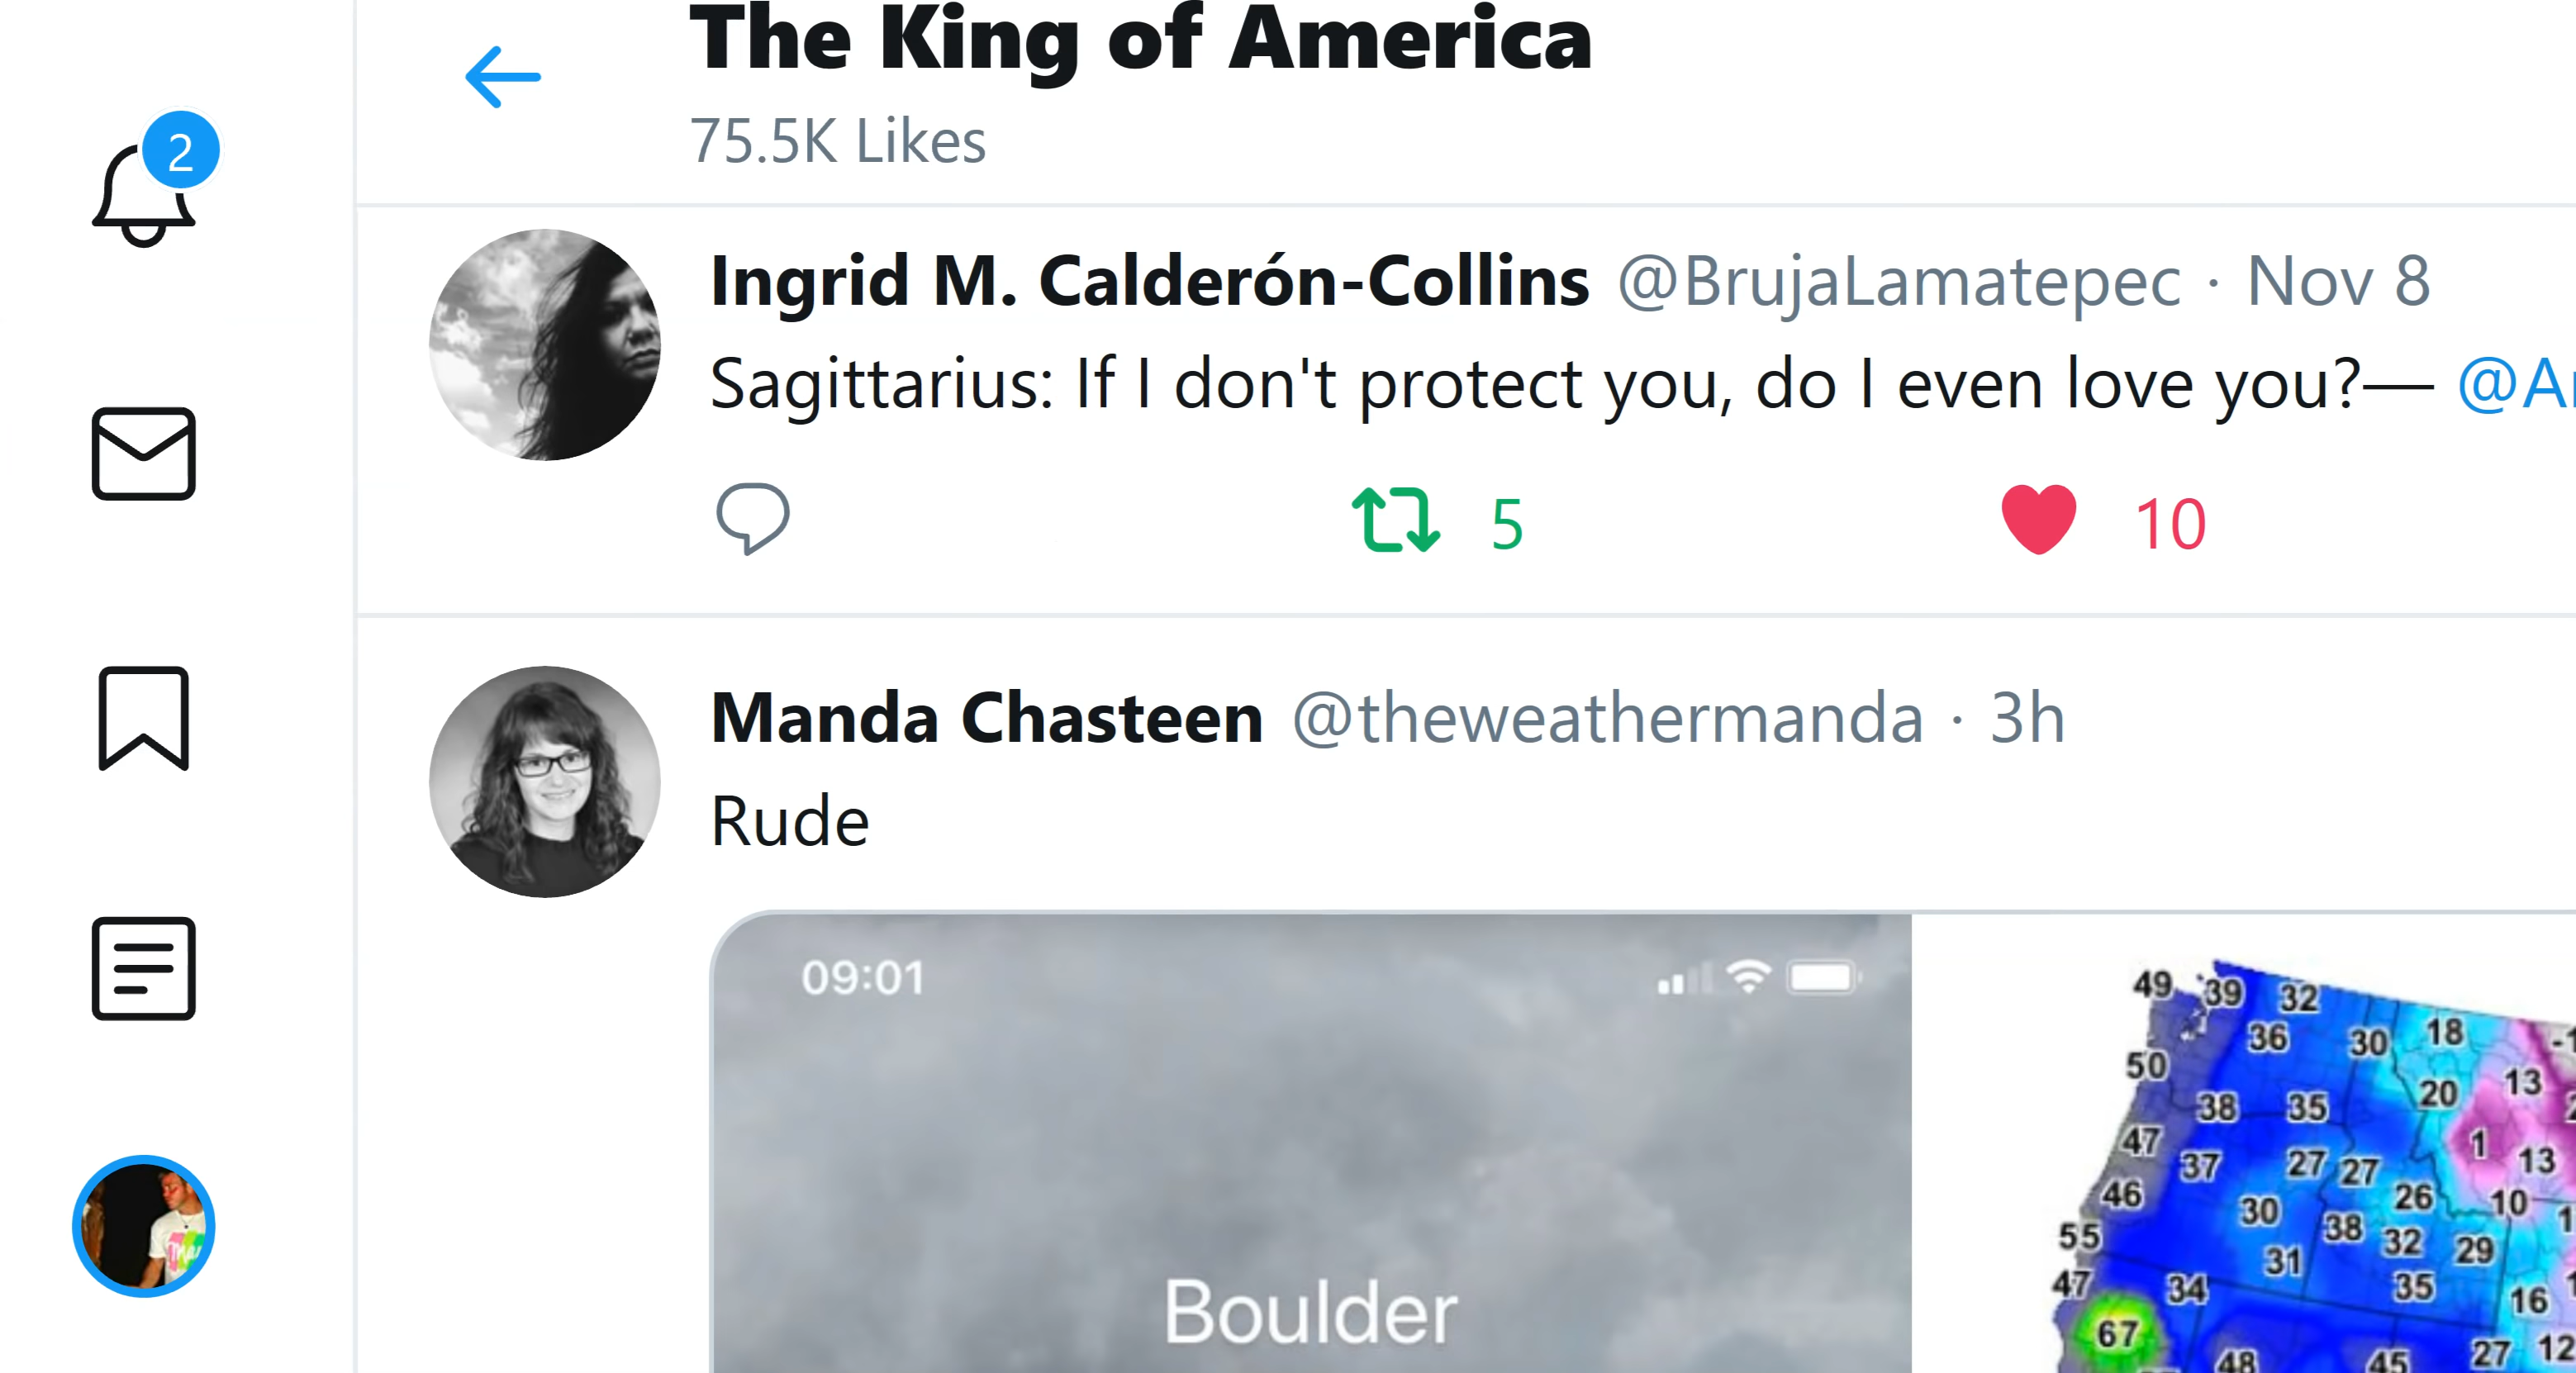 The King of America
75.5K Likes
2
Ingrid M. Calderón-Collins @BrujaLamatepec · Nov 8
Sagittarius: If I don't protect you, do I even love you?—
5 10
Manda Chasteen @theweathermanda · 3h
Rude
09:01
Boulder
49 39 32
36 30 18
50
20 13
38 35
47 1
37 27 27 13
46 26 10
30
55 38 32 29
31
47 34 35 16
67
27 12
48 45